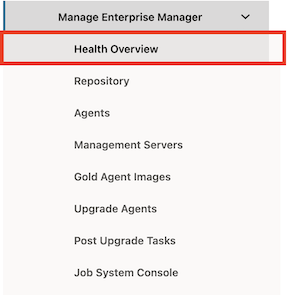 Manage Enterprise Manager
Health Overview
Repository
Agents
Management Servers
Gold Agent Images
Upgrade Agents
Post Upgrade Tasks
Job System Console